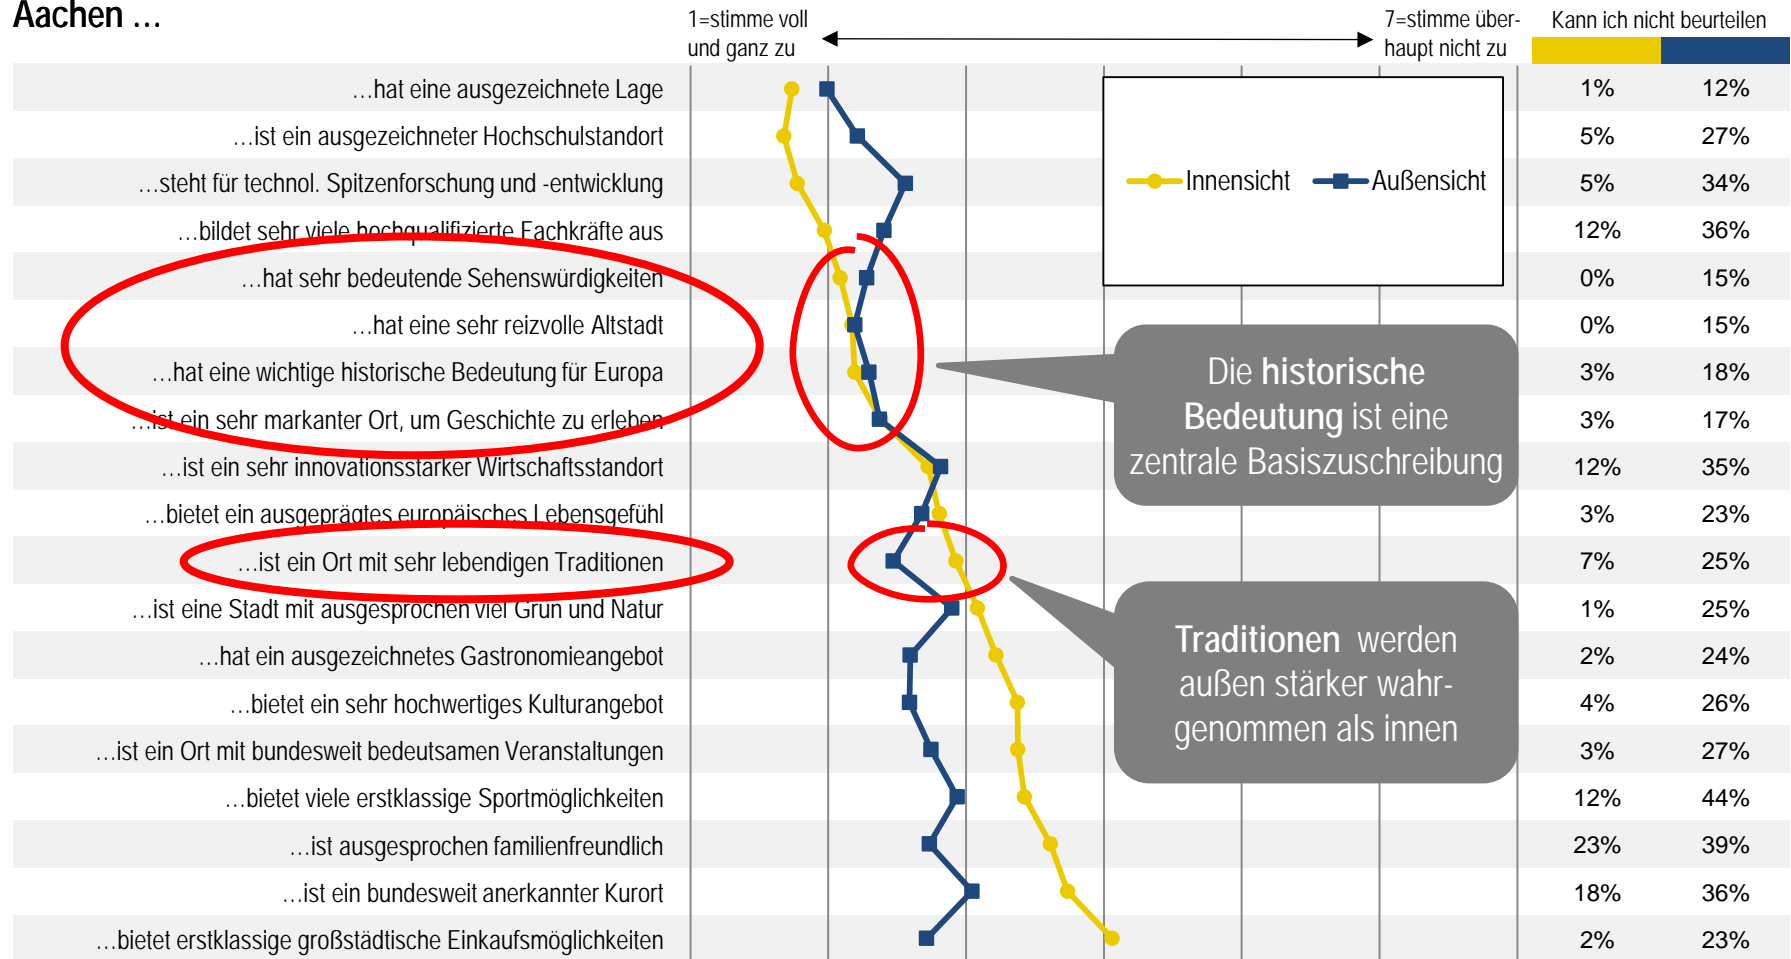 Aachen …
1=stimme voll
und ganz zu
7=stimme über-
haupt nicht zu
Kann ich nicht beurteilen
…hat eine ausgezeichnete Lage 1% 12%
…ist ein ausgezeichneter Hochschulstandort 5% 27%
…steht für technol. Spitzenforschung und -entwicklung 5% 34%
…bildet sehr viele hochqualifizierte Fachkräfte aus 12% 36%
…hat sehr bedeutende Sehenswürdigkeiten 0% 15%
…hat eine sehr reizvolle Altstadt 0% 15%
…hat eine wichtige historische Bedeutung für Europa 3% 18%
…ist ein sehr markanter Ort, um Geschichte zu erleben 3% 17%
…ist ein sehr innovationsstarker Wirtschaftsstandort 12% 35%
…bietet ein ausgeprägtes europäisches Lebensgefühl 3% 23%
…ist ein Ort mit sehr lebendigen Traditionen 7% 25%
…ist eine Stadt mit ausgesprochen viel Grün und Natur 1% 25%
…hat ein ausgezeichnetes Gastronomieangebot 2% 24%
…bietet ein sehr hochwertiges Kulturangebot 4% 26%
…ist ein Ort mit bundesweit bedeutsamen Veranstaltungen 3% 27%
…bietet viele erstklassige Sportmöglichkeiten 12% 44%
…ist ausgesprochen familienfreundlich 23% 39%
…ist ein bundesweit anerkannter Kurort 18% 36%
…bietet erstklassige großstädtische Einkaufsmöglichkeiten 2% 23%
Innensicht Außensicht
Die historische
Bedeutung ist eine
zentrale Basiszuschreibung
Traditionen werden
außen stärker wahr-
genommen als innen